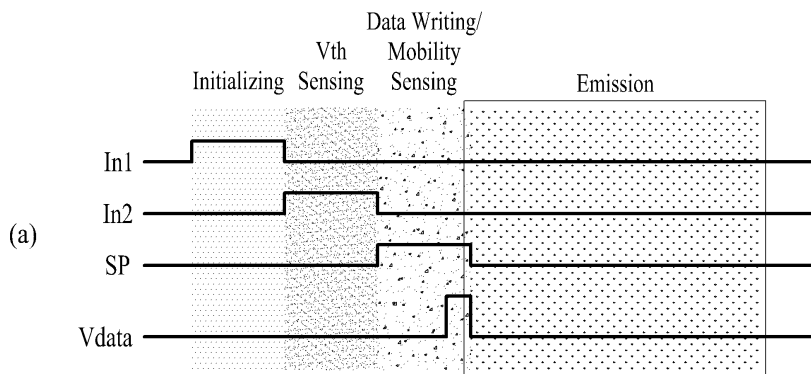 Data Writing/
Vth Mobility
Initializing Sensing Sensing Emission
In1
In2
(a)
SP
Vdata